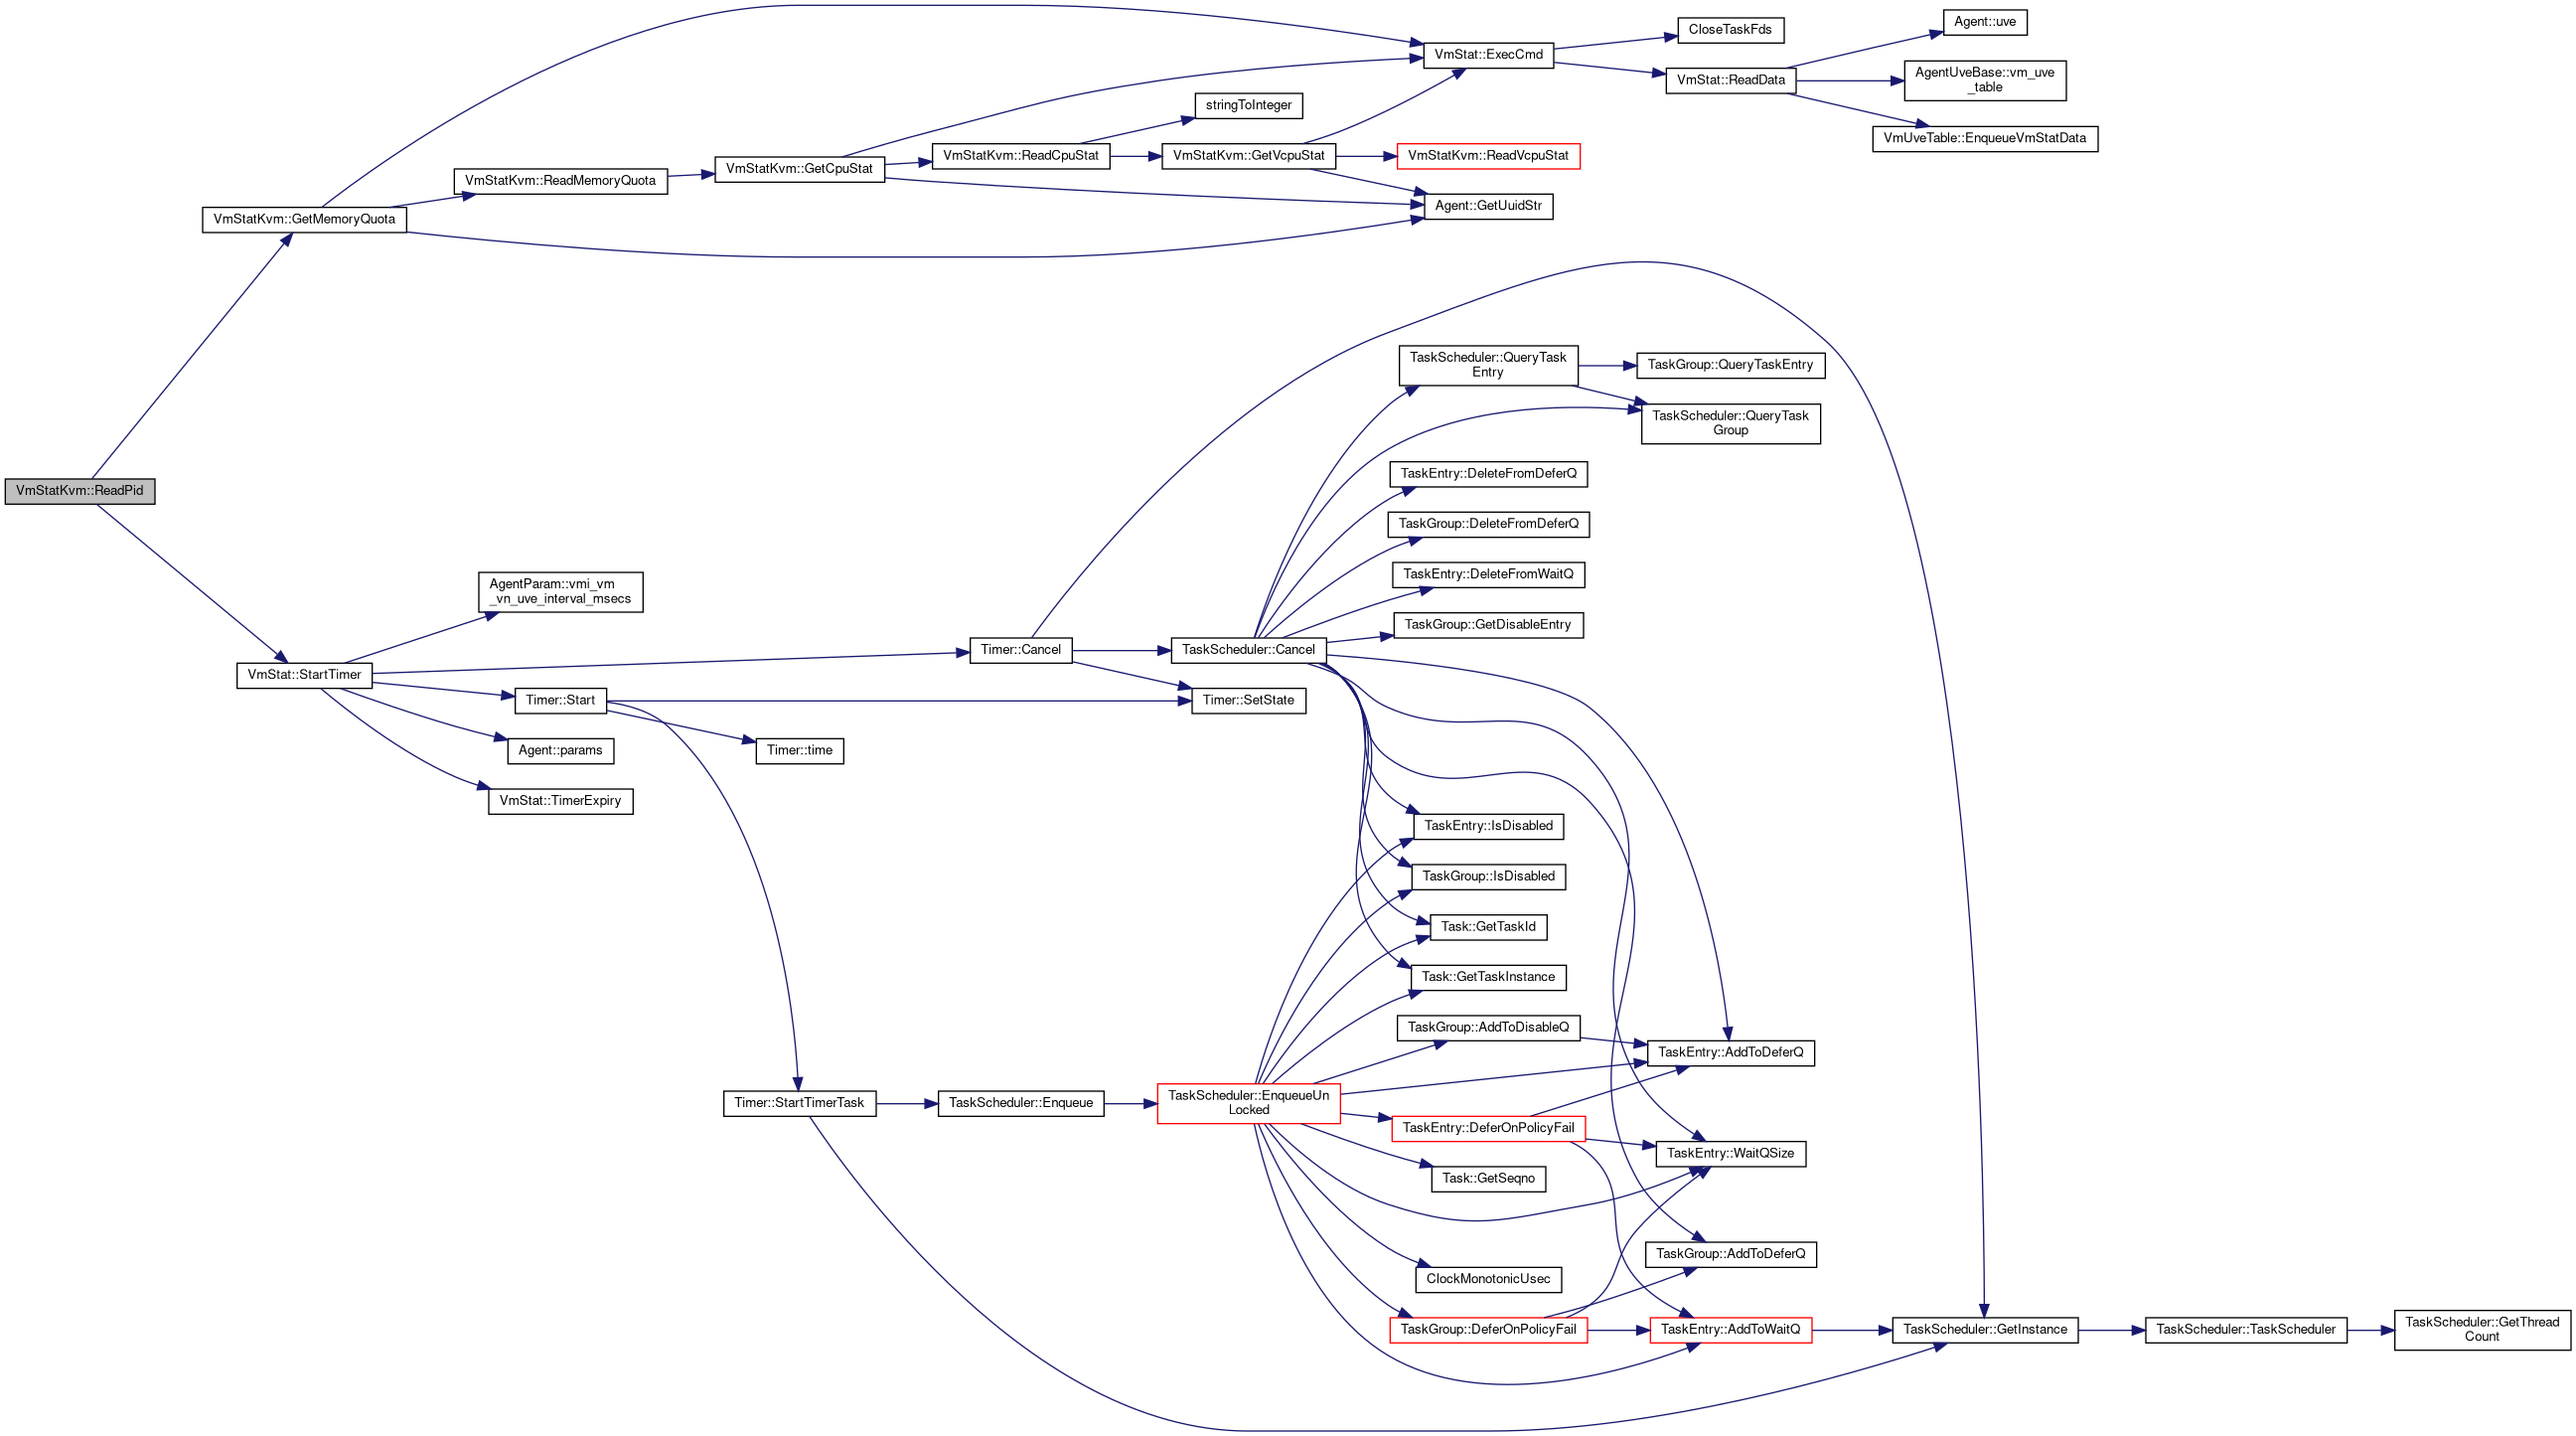 Agent::uve
CloseTaskFds
VmStat::ExecCmd
AgentUveBase::vm_uve
_table
VmStat::ReadData
stringToInteger
VmUveTable::EnqueueVmStatData
VmStatKvm::ReadCpuStat
VmStatKvm::GetVcpuStat
VmStatKvm::ReadVcpuStat
VmStatKvm::GetCpuStat
VmStatKvm::ReadMemoryQuota
Agent::GetUuidStr
VmStatKvm::GetMemoryQuota
TaskScheduler::QueryTask
Entry
TaskGroup::QueryTaskEntry
TaskScheduler::QueryTask
Group
TaskEntry::DeleteFromDeferQ
VmStatKvm::ReadPid
TaskGroup::DeleteFromDeferQ
TaskEntry::DeleteFromWaitQ
AgentParam::vmi_vm
_vn_uve_interval_msecs
TaskGroup::GetDisableEntry
Timer::Cancel
TaskScheduler::Cancel
VmStat::StartTimer
Timer::Start
Timer::SetState
Agent::params
Timer::time
VmStat::TimerExpiry
TaskEntry::IsDisabled
TaskGroup::IsDisabled
Task::GetTaskId
Task::GetTaskInstance
TaskGroup::AddToDisableQ
TaskEntry::AddToDeferQ
Timer::StartTimerTask
TaskScheduler::Enqueue
TaskScheduler::EnqueueUn
Locked
TaskEntry::DeferOnPolicyFail
TaskEntry::WaitQSize
Task::GetSeqno
TaskGroup::AddToDeferQ
ClockMonotonicUsec
TaskGroup::DeferOnPolicyFail
TaskEntry::AddToWaitQ
TaskScheduler::GetInstance
TaskScheduler::TaskScheduler
TaskScheduler::GetThread
Count